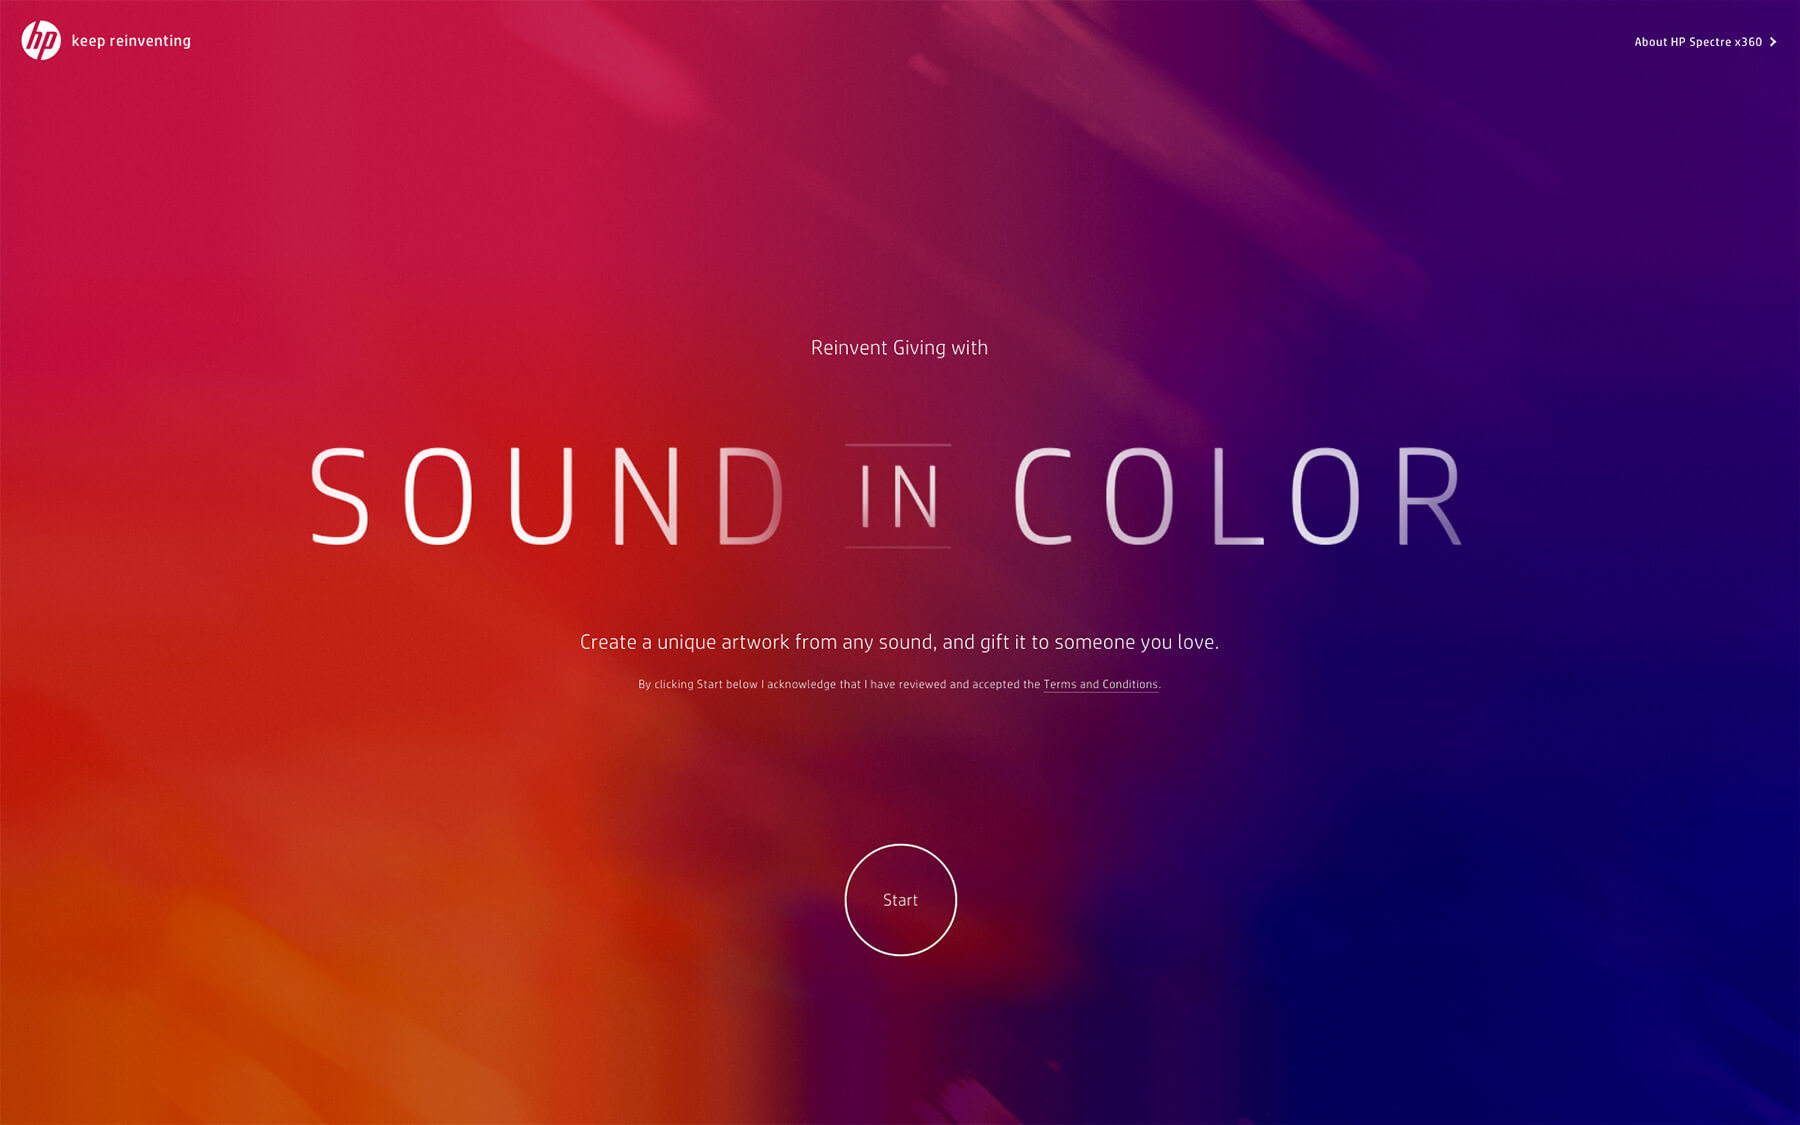 hp keep reinventing
About HP Spectre x360
Reinvent Giving with
SOUND IN COLOR
Create a unique artwork from any sound, and gift it to someone you love.
By clicking Start below I acknowledge that I have reviewed and accepted the Terms and Conditions.
Start